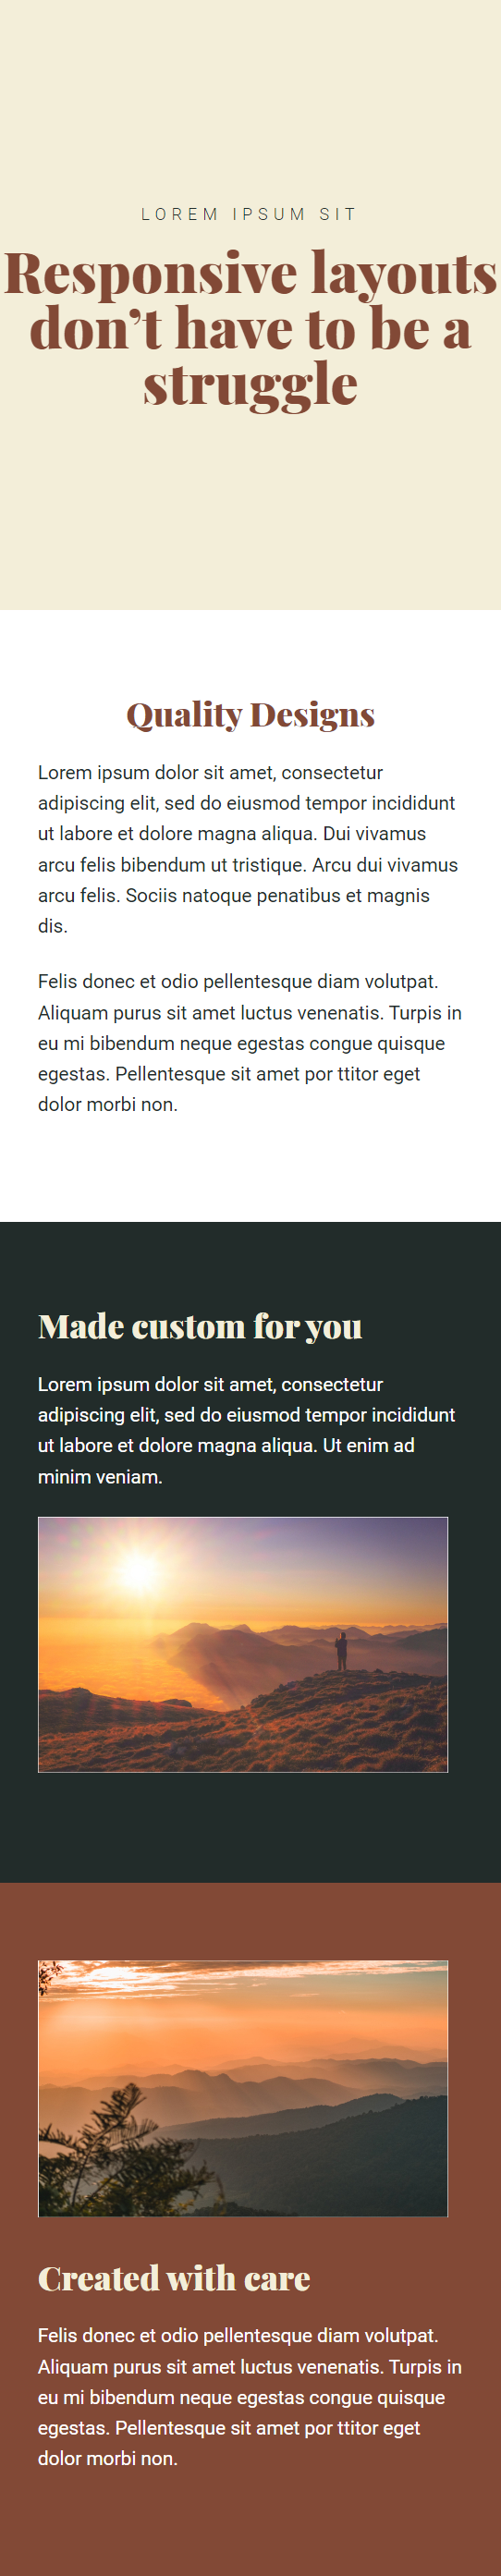 LOREM IPSUM SIT
Responsive layouts
don’t have to be a
struggle
Quality Designs
Lorem ipsum dolor sit amet, consectetur
adipiscing elit, sed do eiusmod tempor incididunt
ut labore et dolore magna aliqua. Dui vivamus
arcu felis bibendum ut tristique. Arcu dui vivamus
arcu felis. Sociis natoque penatibus et magnis
dis.
Felis donec et odio pellentesque diam volutpat.
Aliquam purus sit amet luctus venenatis. Turpis in
eu mi bibendum neque egestas congue quisque
egestas. Pellentesque sit amet por ttitor eget
dolor morbi non.
Made custom for you
Lorem ipsum dolor sit amet, consectetur
adipiscing elit, sed do eiusmod tempor incididunt
ut labore et dolore magna aliqua. Ut enim ad
minim veniam.
Created with care
Felis donec et odio pellentesque diam volutpat.
Aliquam purus sit amet luctus venenatis. Turpis in
eu mi bibendum neque egestas congue quisque
egestas. Pellentesque sit amet por ttitor eget
dolor morbi non.